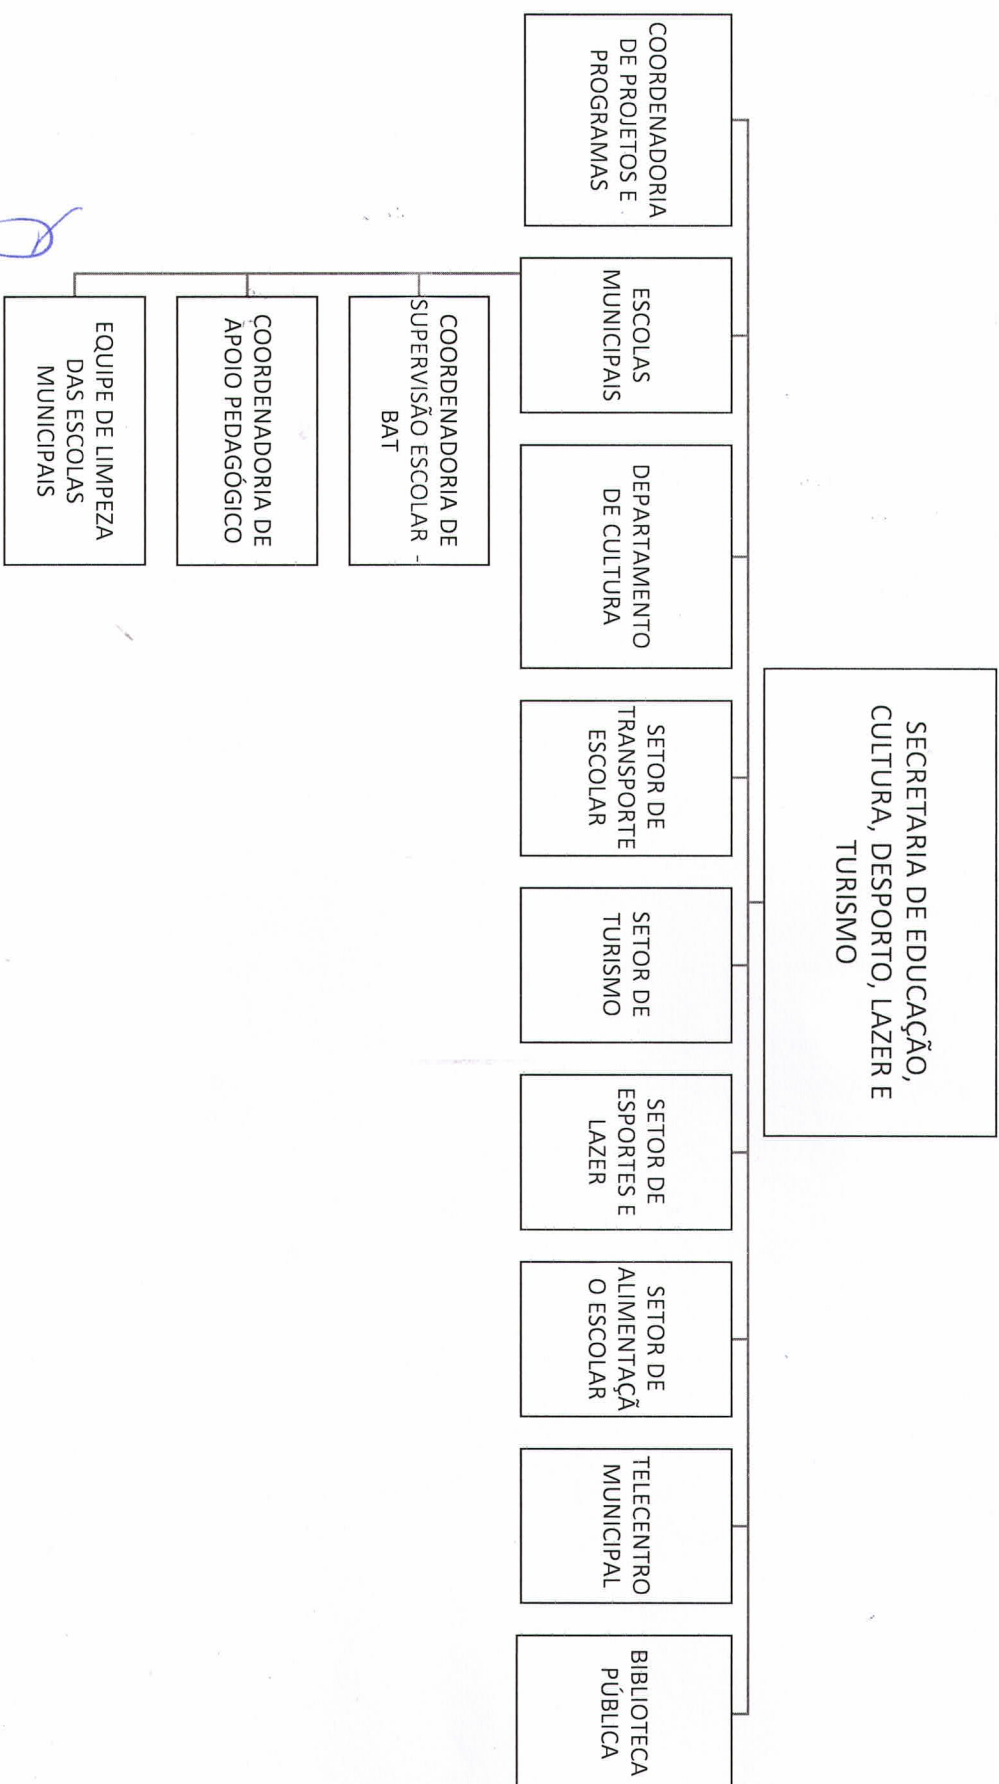 SECRETARIA DE EDUCAÇÃO,
CULTURA, DESPORTO, LAZER E
TURISMO
COORDENADORIA
DE PROJETOS E
PROGRAMAS
ESCOLAS
MUNICIPAIS
DEPARTAMENTO
DE CULTURA
SETOR DE
TRANSPORTE
ESCOLAR
SETOR DE
TURISMO
SETOR DE
ESPORTES E
LAZER
SETOR DE
ALIMENTAÇÃ
O ESCOLAR
TELECENTRO
MUNICIPAL
BIBLIOTECA
PÚBLICA
COORDENADORIA DE
SUPERVISÃO ESCOLAR -
BAT
COORDENADORIA DE
APOIO PEDAGÓGICO
EQUIPE DE LIMPEZA
DAS ESCOLAS
MUNICIPAIS